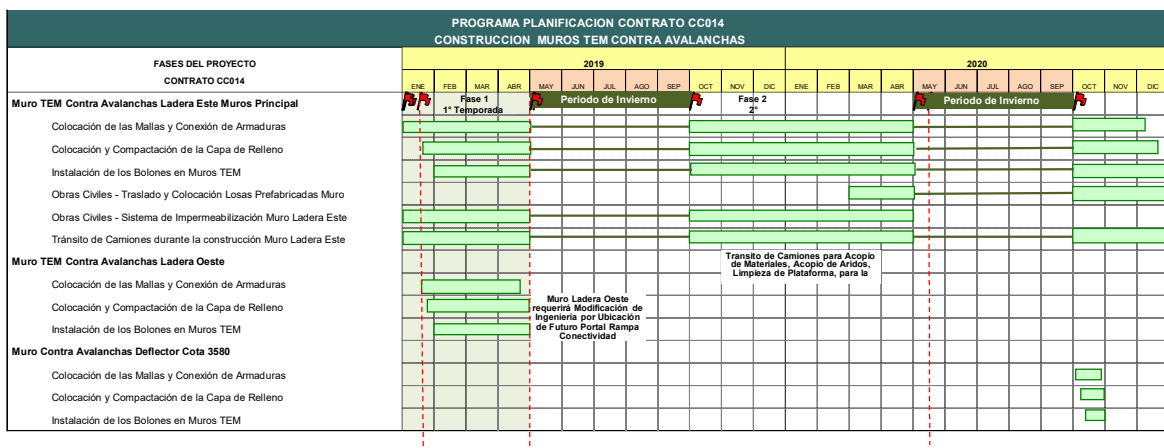 PROGRAMA PLANIFICACION CONTRATO CC014
CONSTRUCCION MUROS TEM CONTRA AVALANCHAS
FASES DEL PROYECTO
CONTRATO CC014
2019 2020
ENE FEB MAR ABR MAY JUN JUL AGO SEP OCT NOV DIC ENE FEB MAR ABR MAY JUN JUL AGO SEP OCT NOV DIC
Muro TEM Contra Avalanchas Ladera Este Muros Principal
Fase 1
1° Temporada
Periodo de Invierno
Fase 2
2°
Periodo de Invierno
Colocación de las Mallas y Conexión de Armaduras
Colocación y Compactación de la Capa de Relleno
Instalación de los Bolones en Muros TEM
Obras Civiles - Traslado y Colocación Losas Prefabricadas Muro
Obras Civiles - Sistema de Impermeabilización Muro Ladera Este
Tránsito de Camiones durante la construcción Muro Ladera Este
Muro TEM Contra Avalanchas Ladera Oeste
Transito de Camiones para Acopio
de Materiales, Acopio de Aridos,
Limpieza de Plataforma, para la
Colocación de las Mallas y Conexión de Armaduras
Colocación y Compactación de la Capa de Relleno
Instalación de los Bolones en Muros TEM
Muro Ladera Oeste
requerirá Modificación de
Ingeniería por Ubicación
de Futuro Portal Rampa
Conectividad
Muro Contra Avalanchas Deflector Cota 3580
Colocación de las Mallas y Conexión de Armaduras
Colocación y Compactación de la Capa de Relleno
Instalación de los Bolones en Muros TEM